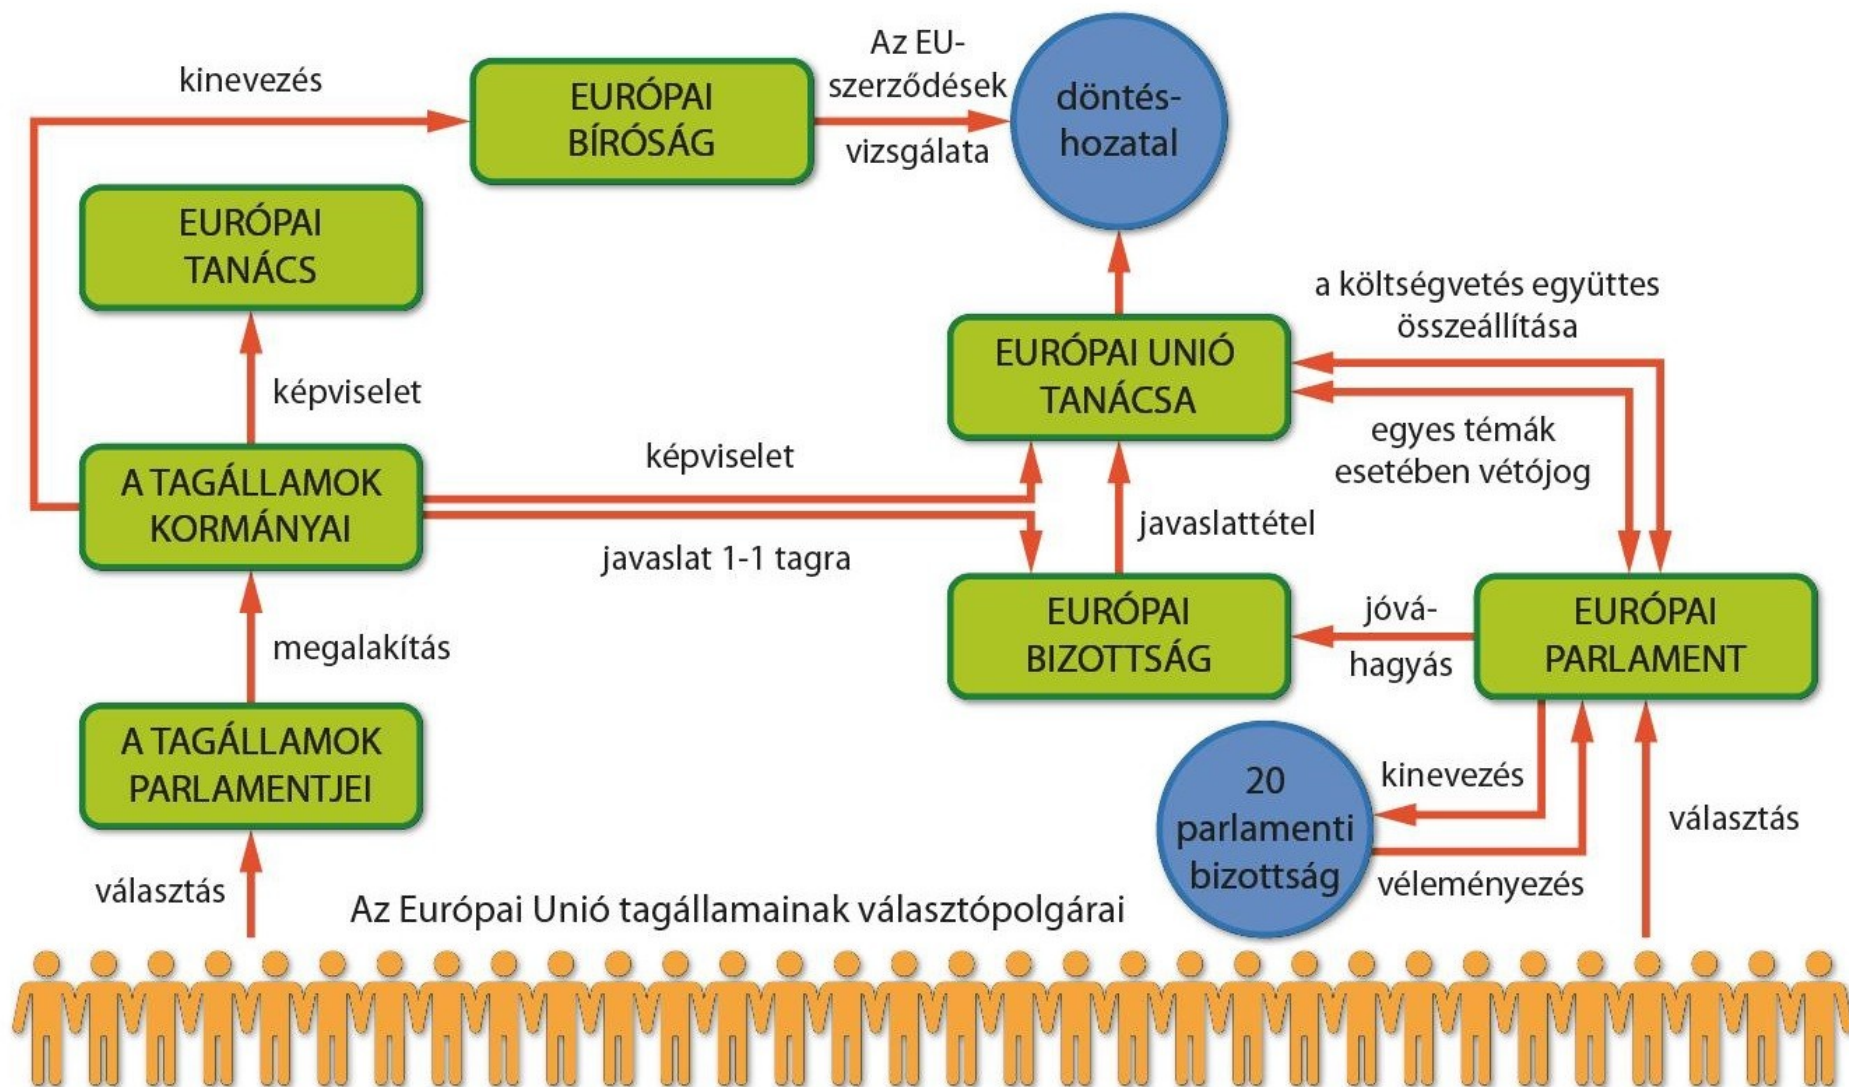 kinevezés
EURÓPAI
BÍRÓSÁG
Az EU-
szerződések
vizsgálata
döntés-
hozatal
EURÓPAI
TANÁCS
képviselet
a költségvetés együttes
összeállítása
EURÓPAI UNIÓ
TANÁCSA
egyes témák
esetében vétójog
A TAGÁLLAMOK
KORMÁNYAI
képviselet
javaslat 1-1 tagra
javaslattétel
megalakítás
EURÓPAI
BIZOTTSÁG
jóvá-
hagyás
EURÓPAI
PARLAMENT
A TAGÁLLAMOK
PARLAMENTJEI
20
parlamenti
bizottság
kinevezés
véleményezés
választás
választás
Az Európai Unió tagállamainak választópolgárai